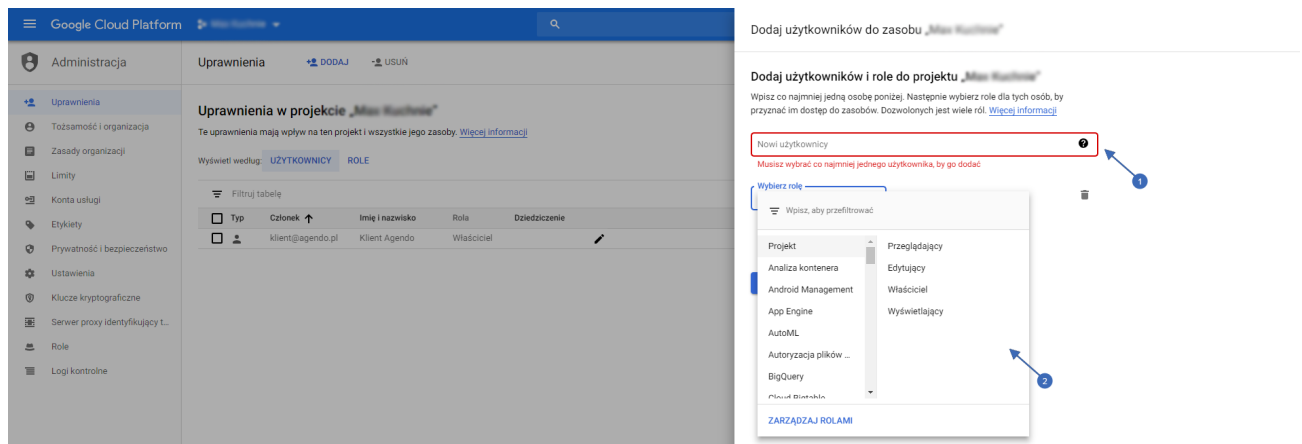 Google Cloud Platform
Administracja
Uprawnienia
Tożsamość i organizacja
Zasady organizacji
Limity
Konta usługi
Etykiety
Prywatność i bezpieczeństwo
Ustawienia
Klucze kryptograficzne
Serwer proxy identyfikujący t...
Role
Logi kontrolne
Uprawnienia DODAJ USUŃ
Uprawnienia w projekcie „
Te uprawnienia mają wpływ na ten projekt i wszystkie jego zasoby. Więcej informacji
Wyświetl według: UŻYTKOWNICY ROLE
Filtruj tabelę
Typ Członek Imię i nazwisko Rola Dziedziczenie
klient@agendo.pl Klient Agendo Właściciel
Dodaj użytkowników do zasobu „
Dodaj użytkowników i role do projektu „
Wpisz co najmniej jedną osobę poniżej. Następnie wybierz role dla tych osób, by
przyznać im dostęp do zasobów. Dozwolonych jest wiele ról. Więcej informacji
Nowi użytkownicy
Musisz wybrać co najmniej jednego użytkownika, by go dodać
1
Wybierz rolę
Wpisz, aby przefiltrować
Projekt
Analiza kontenera
Android Management
App Engine
AutoML
Autoryzacja plików ...
BigQuery
Cloud Bigtable
Przeglądający
Edytujący
Właściciel
Wyświetlający
2
ZARZĄDZAJ ROLAMI